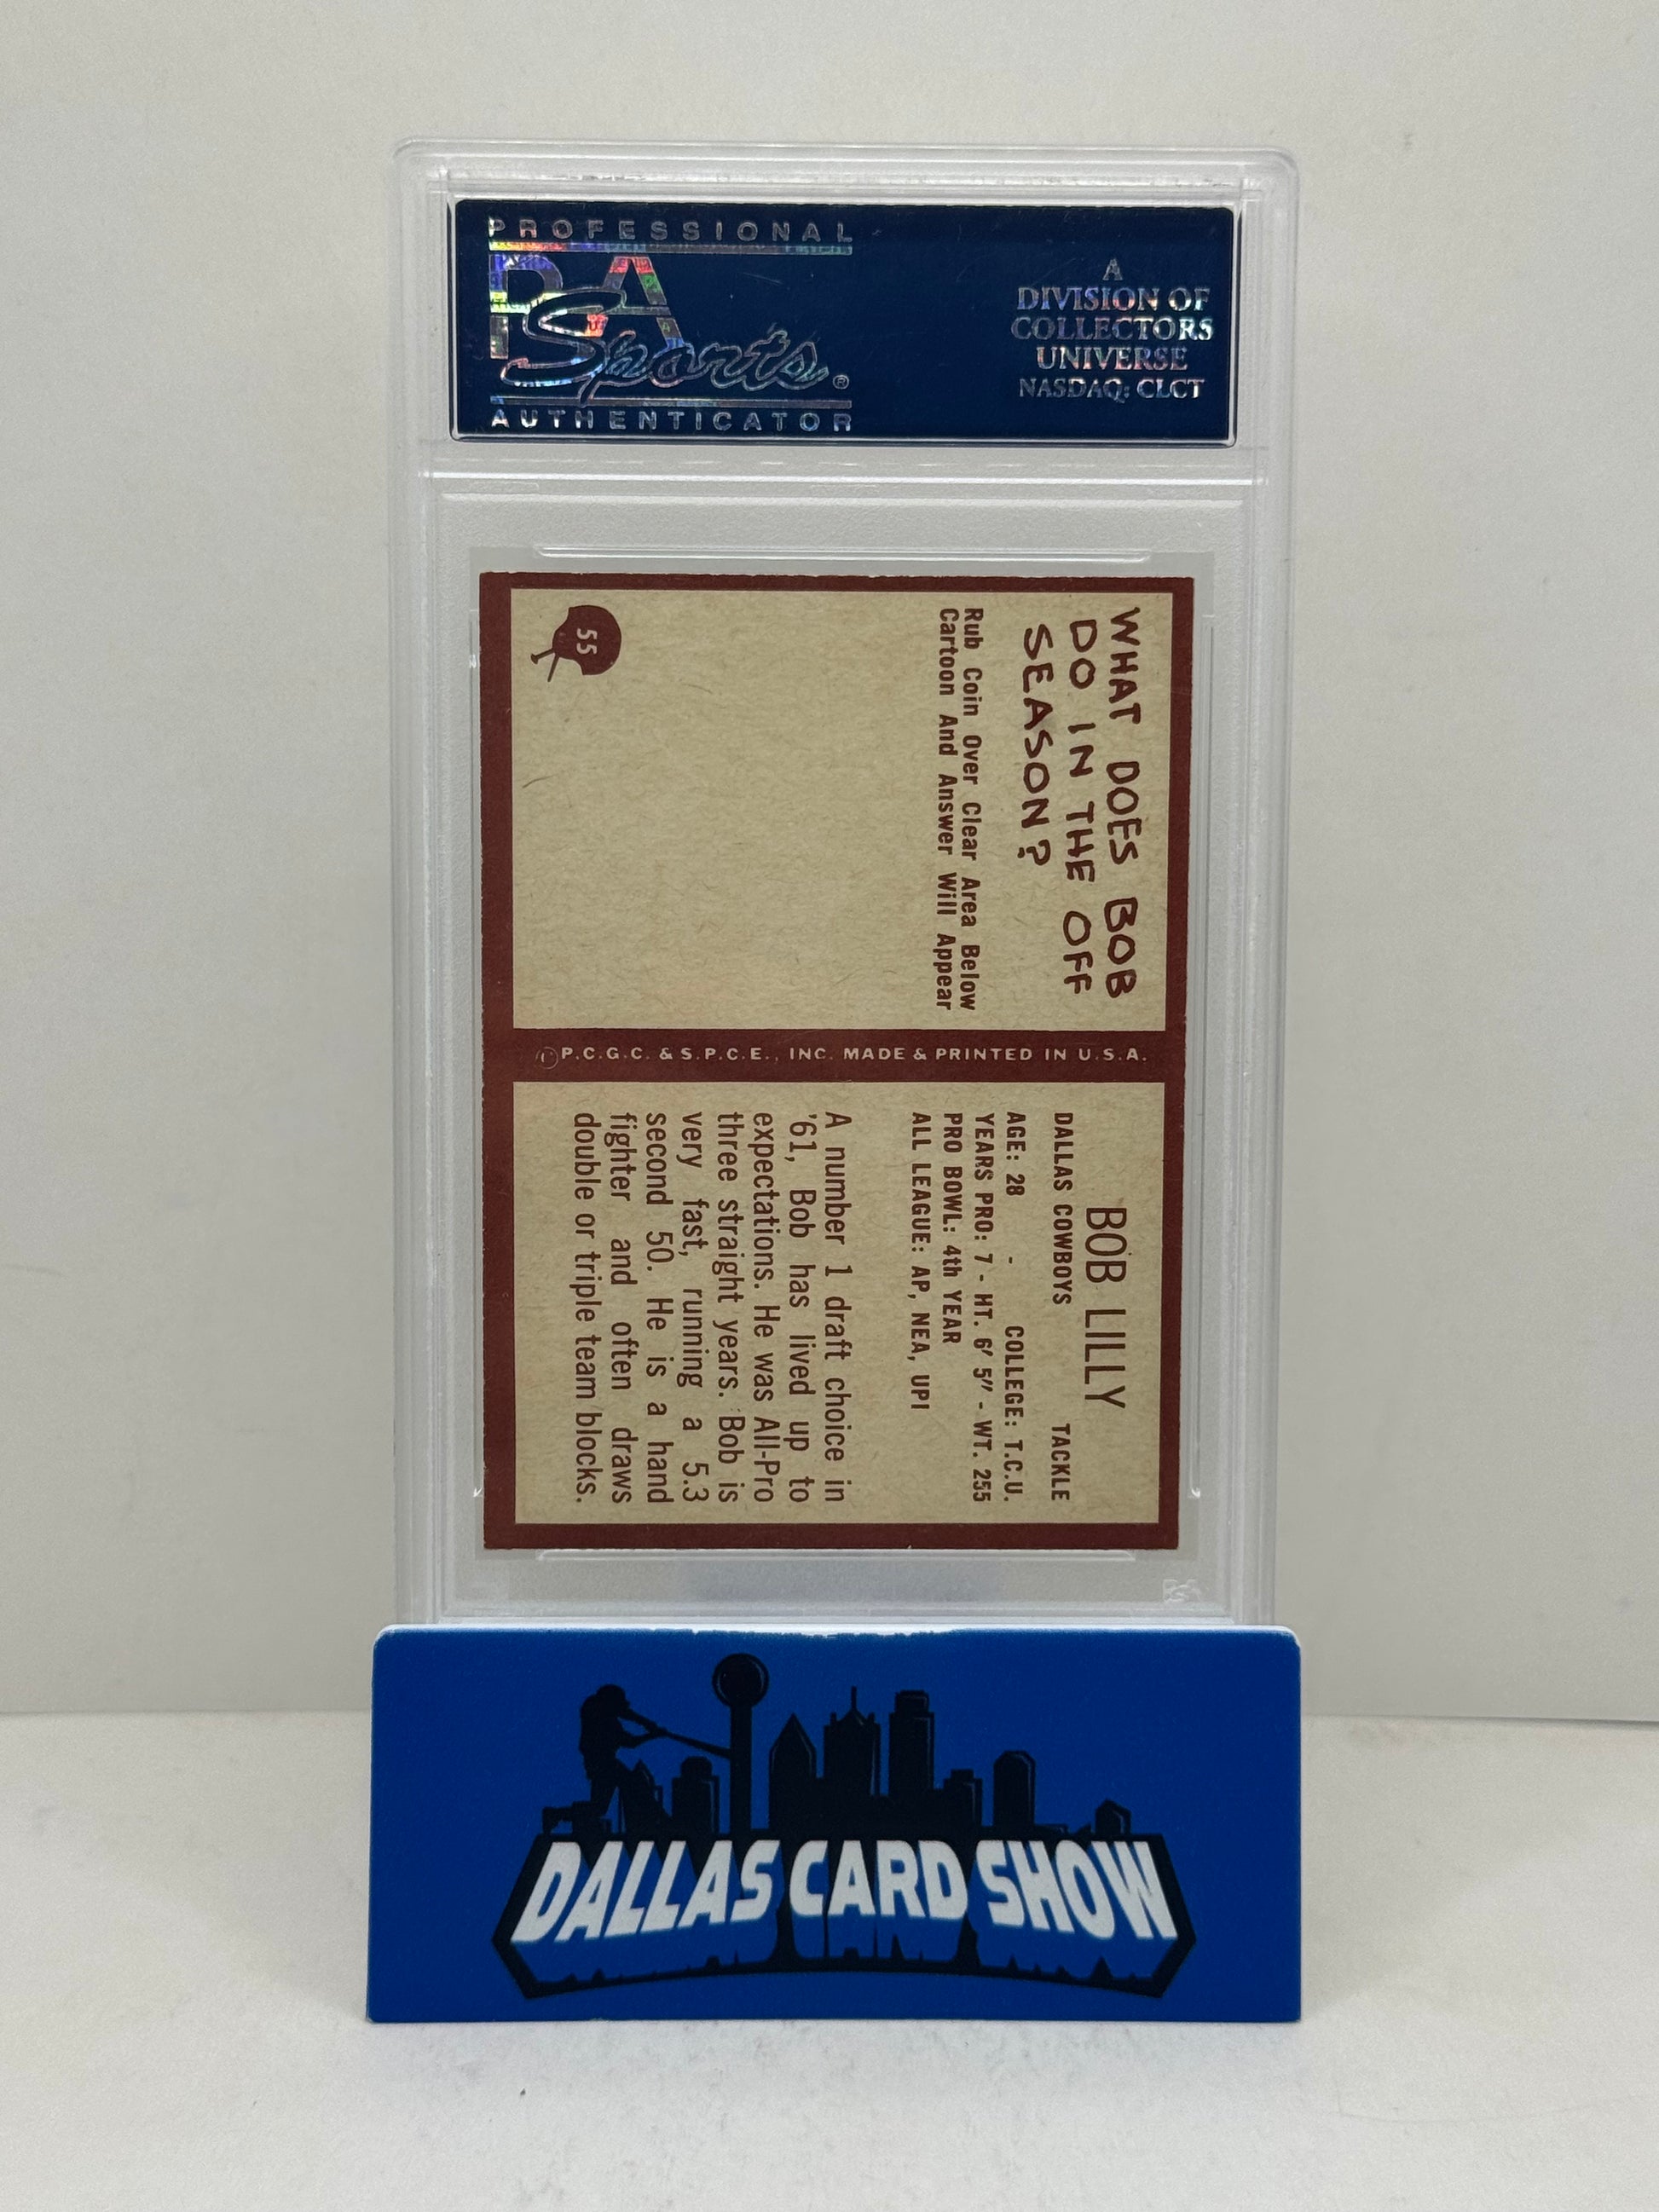 PROFESSIONAL
PSA
Sports®
AUTHENTICATOR
A
DIVISION OF
COLLECTORS
UNIVERSE
NASDAQ: CLCT
WHAT DOES BOB
DO IN THE OFF
SEASON?
Rub Coin Over Clear Area Below
Cartoon And Answer Will Appear
55
©P.C.G.C. & S.P.C.E., INC. MADE & PRINTED IN U.S.A.
BOB LILLY
DALLAS COWBOYS TACKLE
AGE: 28 - COLLEGE: T.C.U.
YEARS PRO: 7 - HT. 6' 5" - WT. 255
PRO BOWL: 4th YEAR
ALL LEAGUE: AP, NEA, UPI
A number 1 draft choice in
'61, Bob has lived up to
expectations. He was All-Pro
three straight years. Bob is
very fast, running a 5.3
second 50. He is a hand
fighter and often draws
double or triple team blocks.
PSA
DALLAS CARD SHOW